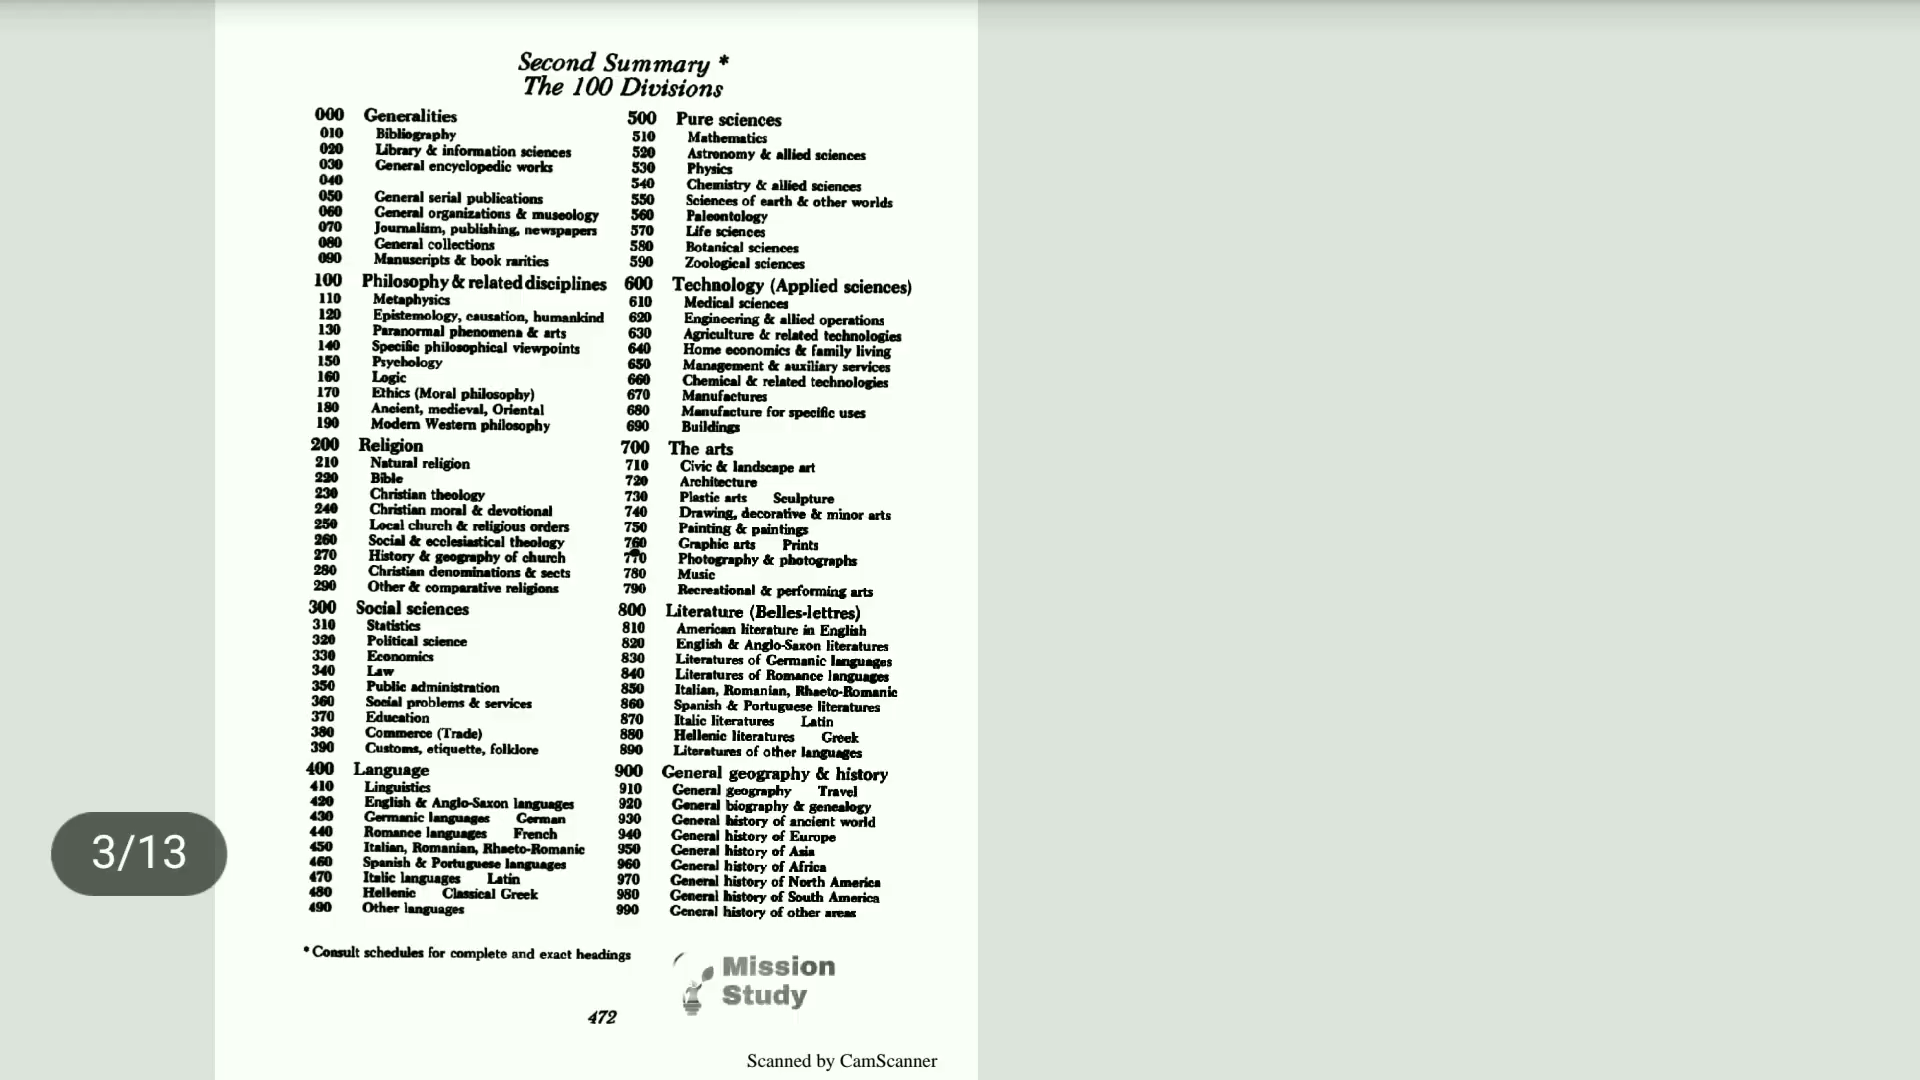 Second Summary *
The 100 Divisions
000 Generalities
010 Bibliography
020 Library & information sciences
030 General encyclopedic works
040
050 General serial publications
060 General organizations & museology
070 Journalism, publishing, newspapers
080 General collections
090 Manuscripts & book rarities
100 Philosophy & related disciplines
110 Metaphysics
120 Epistemology, causation, humankind
130 Paranormal phenomena & arts
140 Specific philosophical viewpoints
150 Psychology
160 Logic
170 Ethics (Moral philosophy)
180 Ancient, medieval, Oriental
190 Modern Western philosophy
200 Religion
210 Natural religion
220 Bible
230 Christian theology
240 Christian moral & devotional
250 Local church & religious orders
260 Social & ecclesiastical theology
270 History & geography of church
280 Christian denominations & sects
290 Other & comparative religions
300 Social sciences
310 Statistics
320 Political science
330 Economics
340 Law
350 Public administration
360 Social problems & services
370 Education
380 Commerce (Trade)
390 Customs, etiquette, folklore
400 Language
410 Linguistics
420 English & Anglo-Saxon languages
430 Germanic languages German
440 Romance languages French
450 Italian, Romanian, Rhaeto-Romanic
460 Spanish & Portuguese languages
470 Italic languages Latin
480 Hellenic Classical Greek
490 Other languages
500 Pure sciences
510 Mathematics
520 Astronomy & allied sciences
530 Physics
540 Chemistry & allied sciences
550 Sciences of earth & other worlds
560 Paleontology
570 Life sciences
580 Botanical sciences
590 Zoological sciences
600 Technology (Applied sciences)
610 Medical sciences
620 Engineering & allied operations
630 Agriculture & related technologies
640 Home economics & family living
650 Management & auxiliary services
660 Chemical & related technologies
670 Manufactures
680 Manufacture for specific uses
690 Buildings
700 The arts
710 Civic & landscape art
720 Architecture
730 Plastic arts Sculpture
740 Drawing, decorative & minor arts
750 Painting & paintings
760 Graphic arts Prints
770 Photography & photographs
780 Music
790 Recreational & performing arts
800 Literature (Belles-lettres)
810 American literature in English
820 English & Anglo-Saxon literatures
830 Literatures of Germanic languages
840 Literatures of Romance languages
850 Italian, Romanian, Rhaeto-Romanic
860 Spanish & Portuguese literatures
870 Italic literatures Latin
880 Hellenic literatures Greek
890 Literatures of other languages
900 General geography & history
910 General geography Travel
920 General biography & genealogy
930 General history of ancient world
940 General history of Europe
950 General history of Asia
960 General history of Africa
970 General history of North America
980 General history of South America
990 General history of other areas
* Consult schedules for complete and exact headings
3/13
Mission
Study
472
Scanned by CamScanner